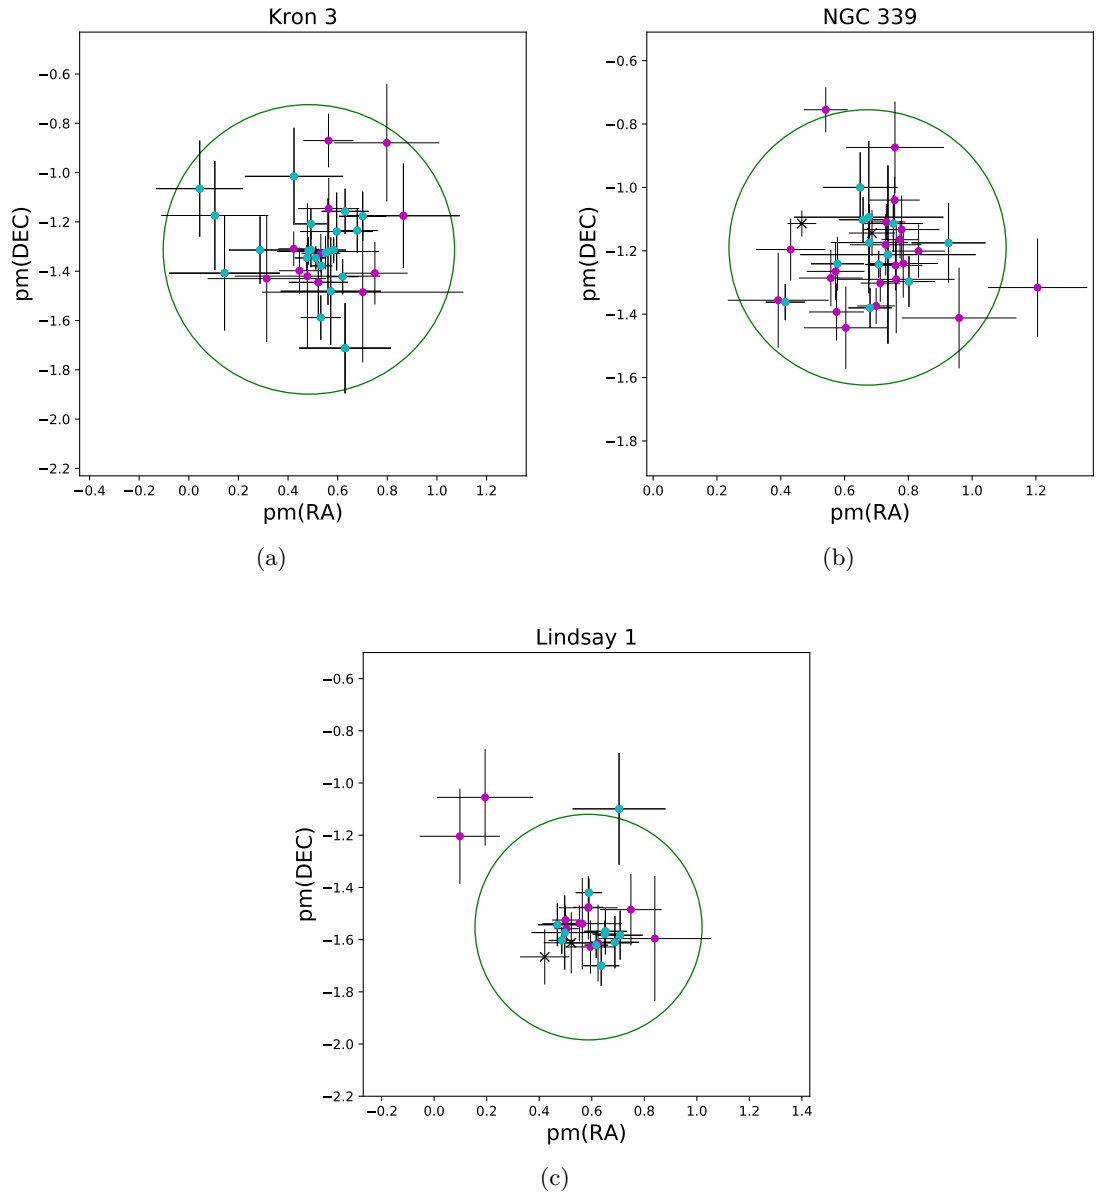 Kron 3
pm(DEC)
−0.6
−0.8
−1.0
−1.2
−1.4
−1.6
−1.8
−2.0
−2.2
−0.4 −0.2 0.0 0.2 0.4 0.6 0.8 1.0 1.2
pm(RA)
(a)
NGC 339
pm(DEC)
−0.6
−0.8
−1.0
−1.2
−1.4
−1.6
−1.8
0.0 0.2 0.4 0.6 0.8 1.0 1.2
pm(RA)
(b)
Lindsay 1
pm(DEC)
−0.6
−0.8
−1.0
−1.2
−1.4
−1.6
−1.8
−2.0
−2.2
−0.2 0.0 0.2 0.4 0.6 0.8 1.0 1.2 1.4
pm(RA)
(c)